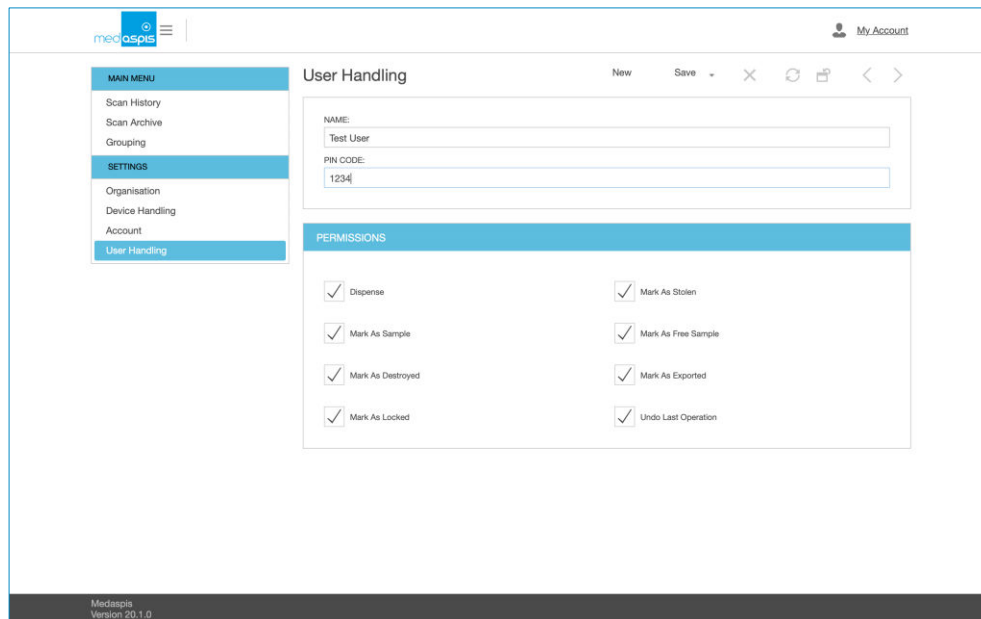 medaspis
My Account
MAIN MENU
Scan History
Scan Archive
Grouping
SETTINGS
Organisation
Device Handling
Account
User Handling
User Handling
New Save
NAME:
Test User
PIN CODE:
1234
PERMISSIONS
Dispense
Mark As Stolen
Mark As Sample
Mark As Free Sample
Mark As Destroyed
Mark As Exported
Mark As Locked
Undo Last Operation
Medaspis
Version 20.1.0